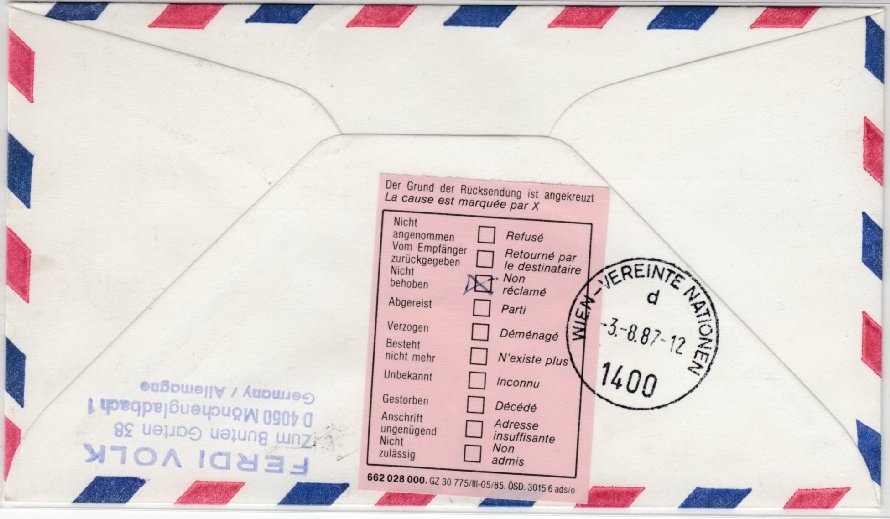 Der Grund der Rücksendung ist angekreuzt
La cause est marquée par X
Nicht
angenommen Refusé
Vom Empfänger Retourné par
zurückgegeben le destinataire
Nicht Non
behoben réclamé
Abgereist Parti
Verzogen Déménagé
Besteht
nicht mehr N'existe plus
Unbekannt Inconnu
Gestorben Décédé
Anschrift Adresse
ungenügend insuffisante
Nicht Non
zulässig admis
662 028 000. GZ 30 775/III-05/85. ÖSD. 3015 6 ads/o
WIEN-VEREINTE NATIONEN
d
-3.-8.87-12
1400
FERDI VOLK
Zum Bunten Garten 38
D 4050 Mönchengladbach 1
Germany / Allemagne